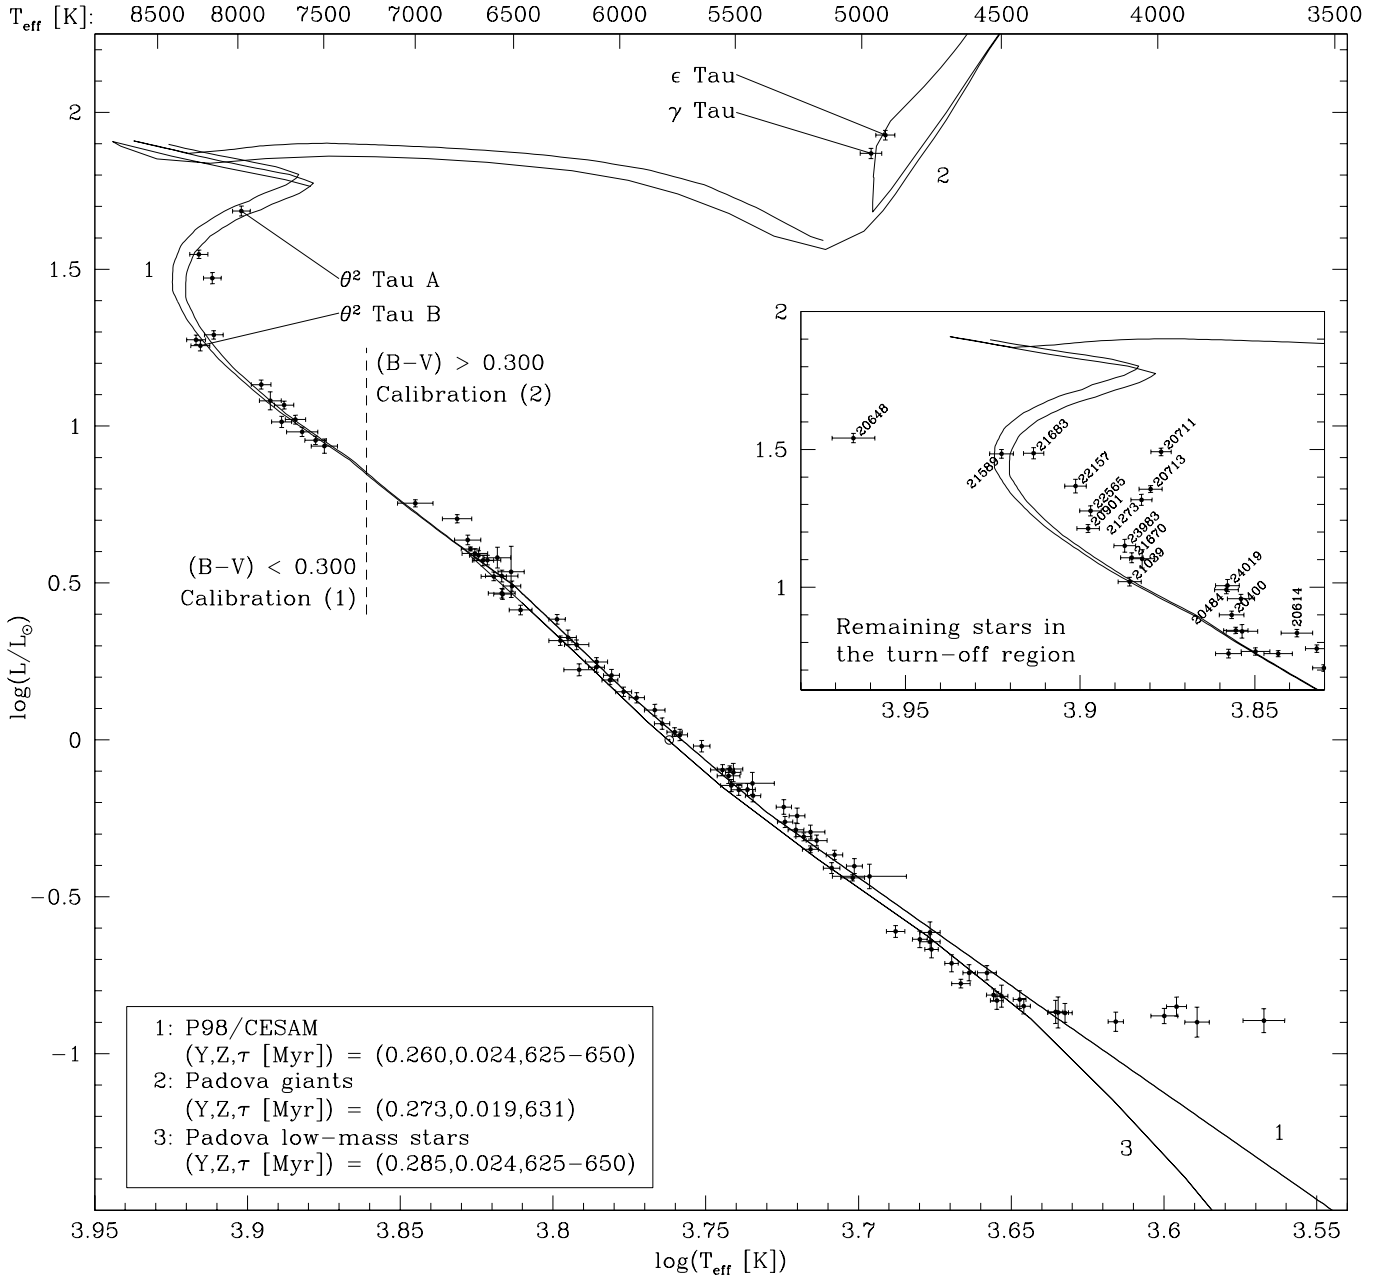 T_eff [K]: 8500 8000 7500 7000 6500 6000 5500 5000 4500 4000 3500
ϵ Tau
γ Tau
2
2
1
θ² Tau A
θ² Tau B
(B−V) > 0.300
Calibration (2)
(B−V) < 0.300
Calibration (1)
2
1.5
1
0.5
0
−0.5
−1
log(L/L☉)
2
1.5
1
20648
21589
21683
20711
22157
20713
22565
20901
21273
23983
21670
21039
24019
20484
20400
20614
Remaining stars in
the turn−off region
3.95 3.9 3.85
1: P98/CESAM
(Y,Z,τ [Myr]) = (0.260,0.024,625−650)
2: Padova giants
(Y,Z,τ [Myr]) = (0.273,0.019,631)
3: Padova low−mass stars
(Y,Z,τ [Myr]) = (0.285,0.024,625−650)
1
3
3.95 3.9 3.85 3.8 3.75 3.7 3.65 3.6 3.55
log(T_eff [K])